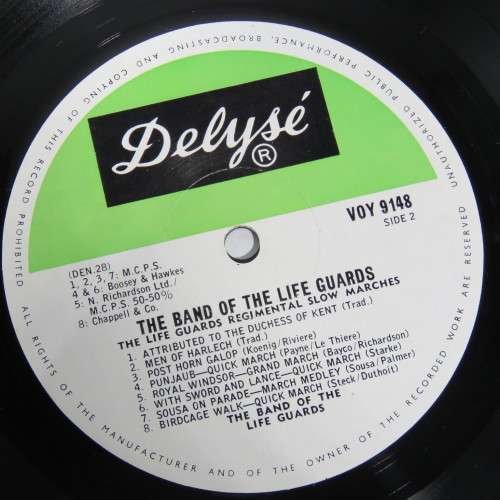 UNAUTHORIZED PUBLIC PERFORMANCE, BROADCASTING AND COPYING OF THIS RECORD PROHIBITED
Delysé
®
VOY 9148
SIDE 2
(DEN.28)
1, 2, 3, 7: M.C.P.S.
4 & 6: Boosey & Hawkes
5: N. Richardson Ltd./
M.C.P.S. 50-50%
8: Chappell & Co.
THE BAND OF THE LIFE GUARDS
THE LIFE GUARDS REGIMENTAL SLOW MARCHES
1. ATTRIBUTED TO THE DUCHESS OF KENT (Trad.)
2. MEN OF HARLECH (Trad.)
3. POST HORN GALOP (Koenig/Riviere)
4. PUNJAUB—QUICK MARCH (Payne/Le Thiere)
5. ROYAL WINDSOR—GRAND MARCH (Bayco/Richardson)
6. WITH SWORD AND LANCE—QUICK MARCH (Starke)
7. SOUSA ON PARADE—MARCH MEDLEY (Sousa/Palmer)
8. BIRDCAGE WALK—QUICK MARCH (Steck/Duthoit)
THE BAND OF THE
LIFE GUARDS
ALL RIGHTS OF THE MANUFACTURER AND OF THE OWNER OF THE RECORDED WORK ARE RESERVED